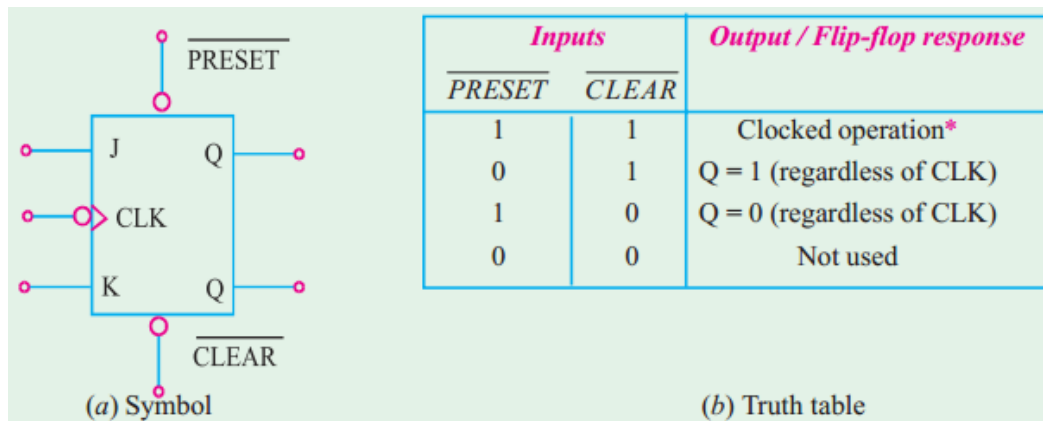 PRESET
J Q
CLK
K Q
CLEAR
(a) Symbol
Inputs Output / Flip-flop response
PRESET CLEAR
1 1 Clocked operation*
0 1 Q = 1 (regardless of CLK)
1 0 Q = 0 (regardless of CLK)
0 0 Not used
(b) Truth table